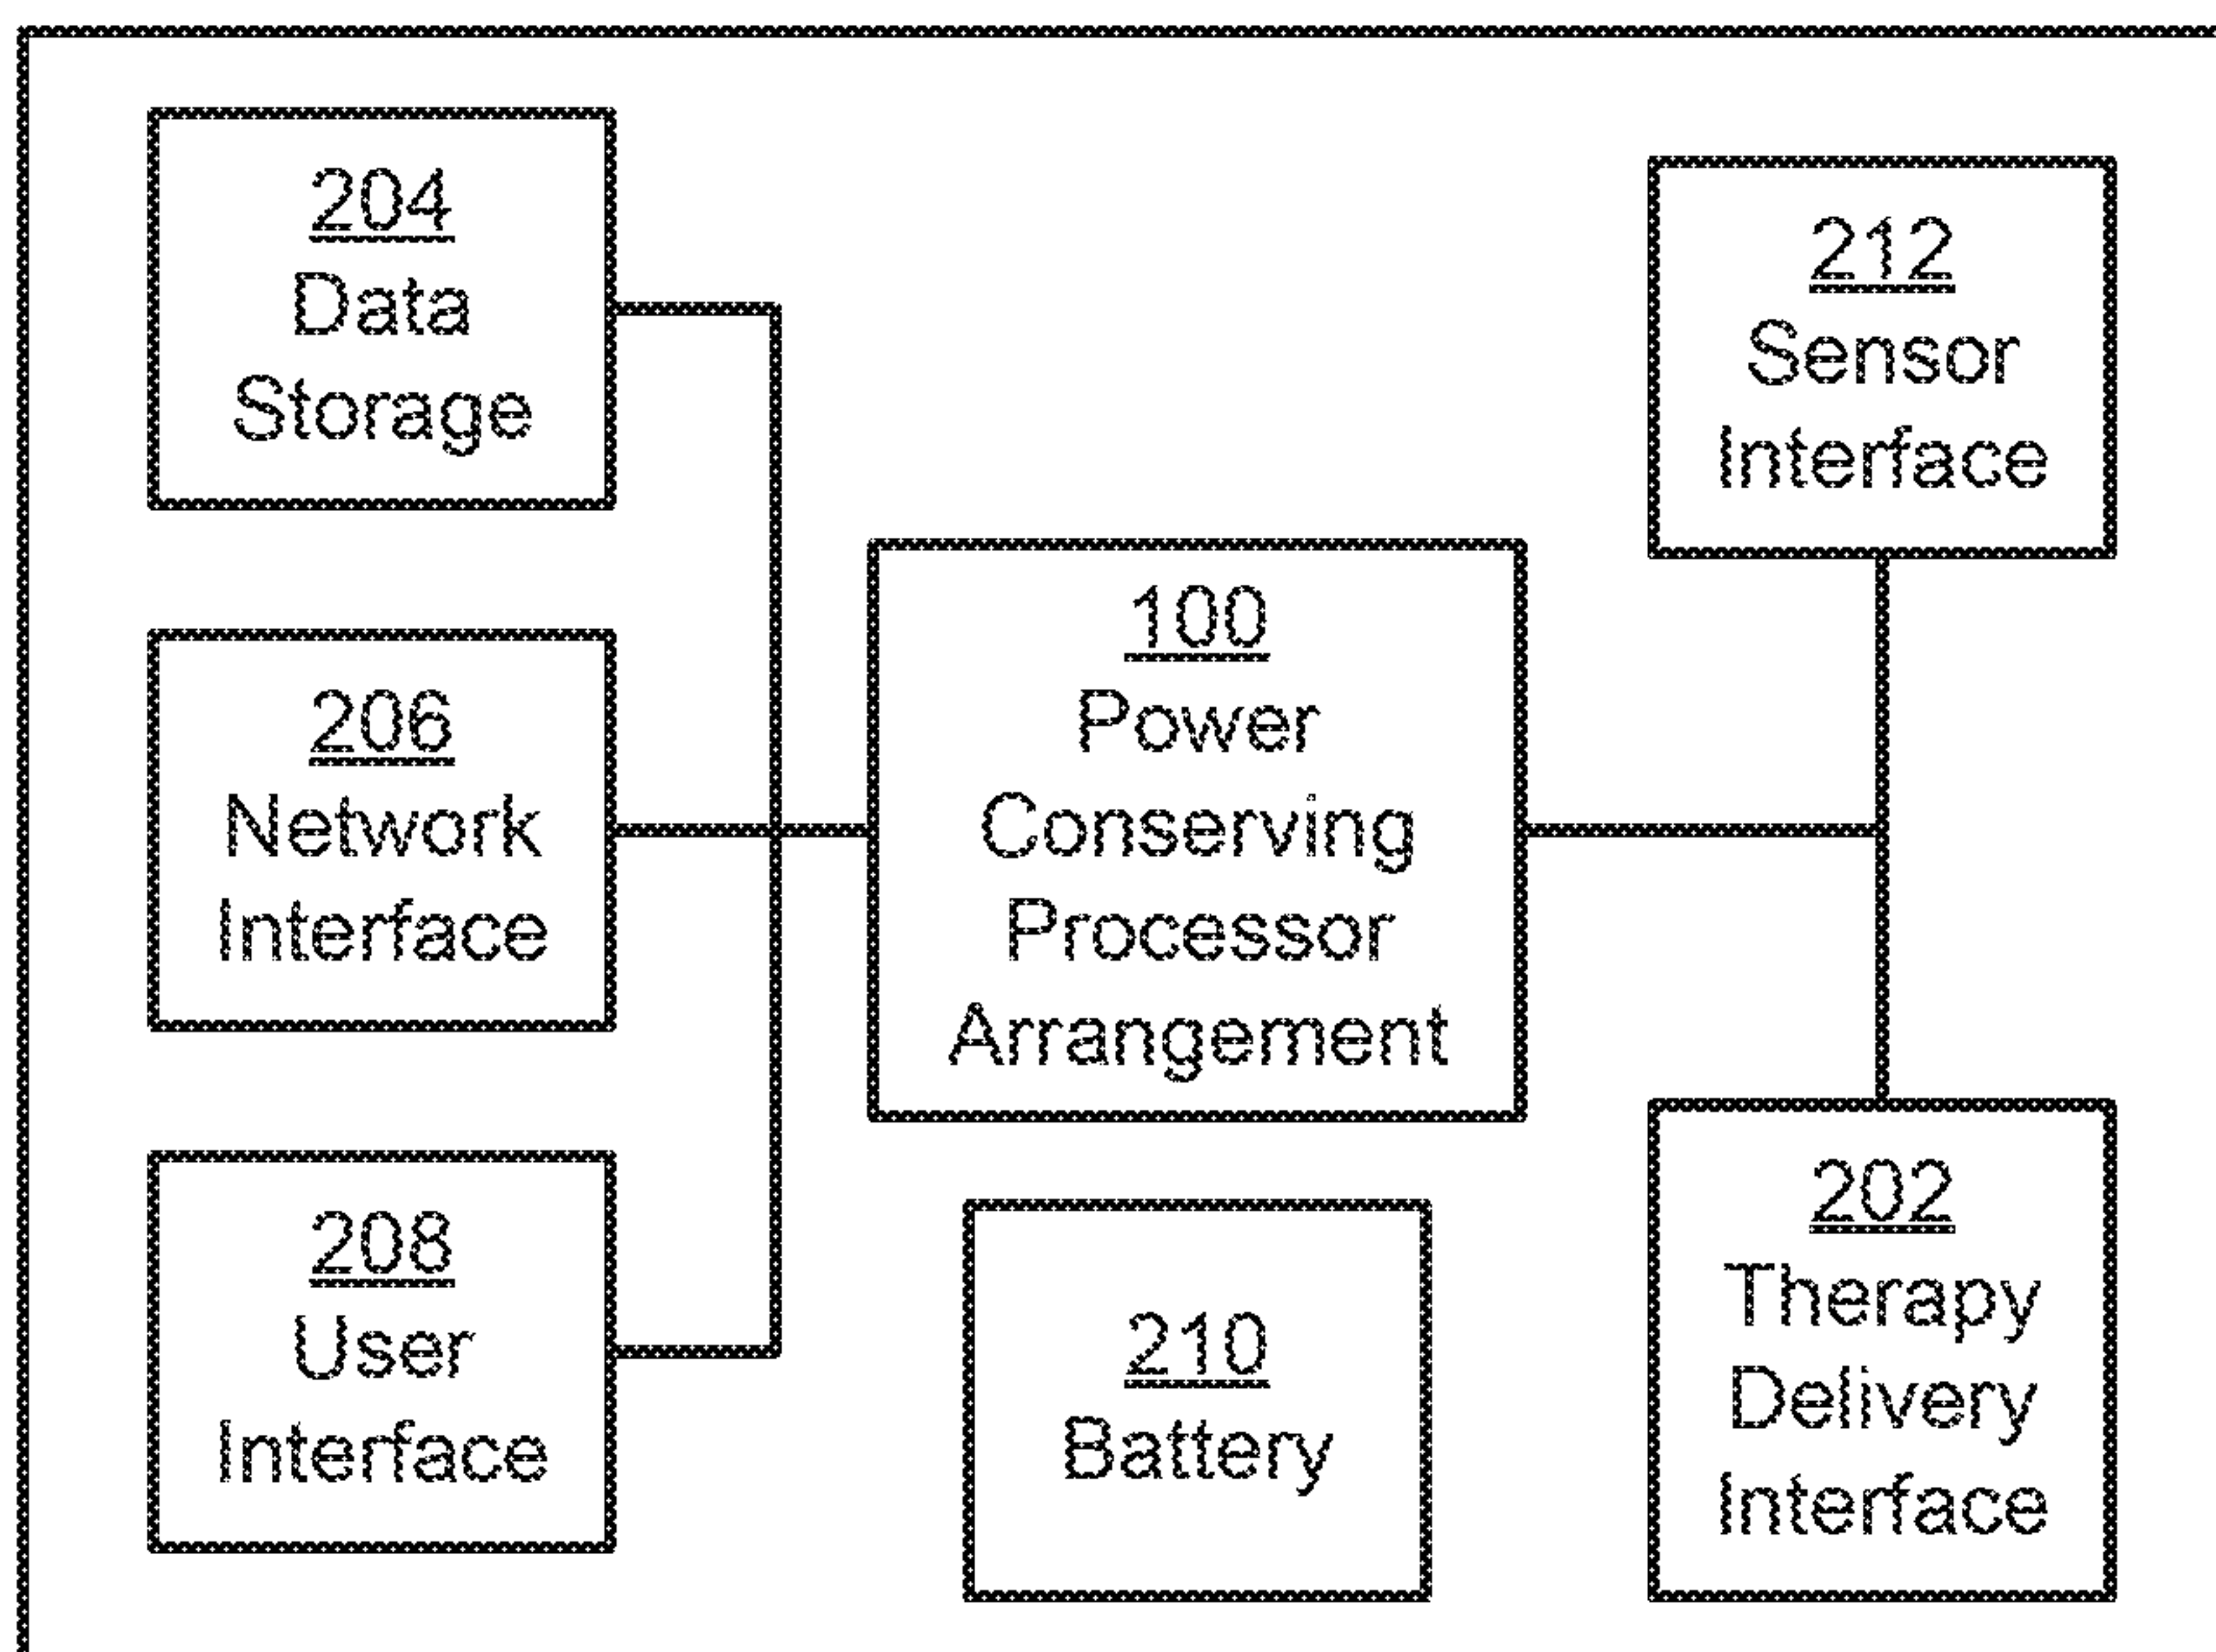 204
Data
Storage
206
Network
Interface
208
User
Interface
100
Power
Conserving
Processor
Arrangement
210
Battery
212
Sensor
Interface
202
Therapy
Delivery
Interface